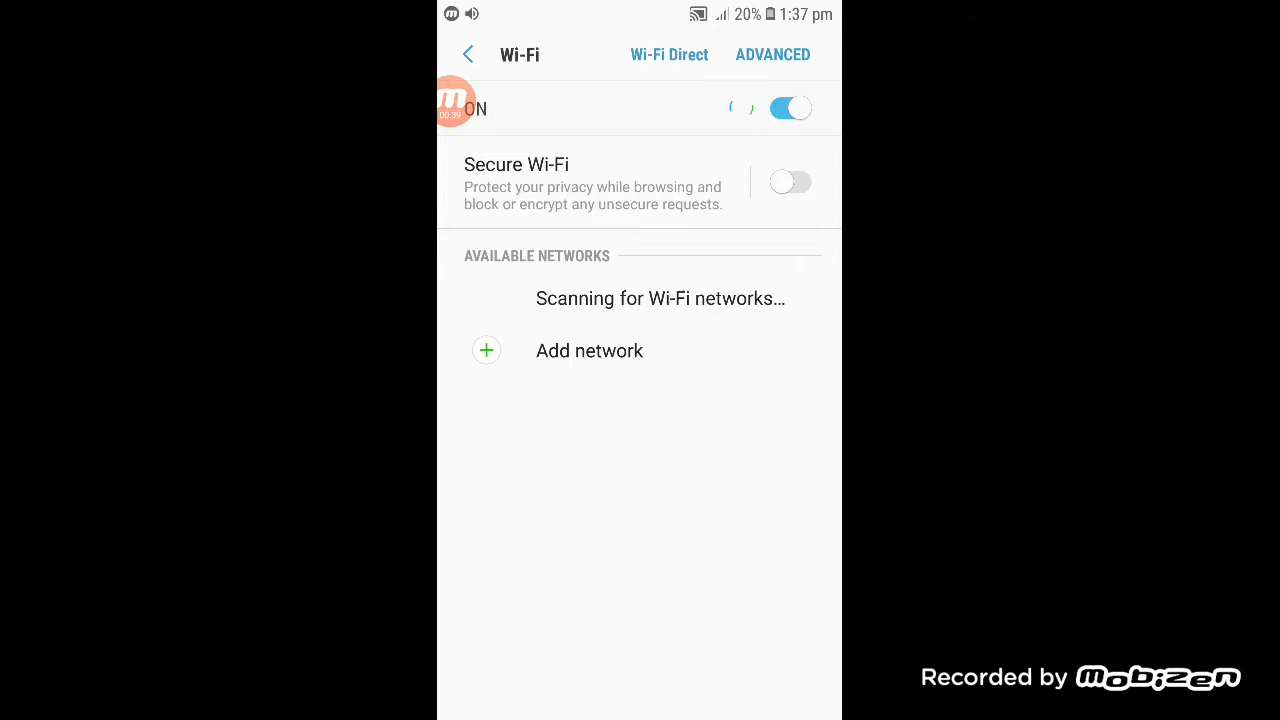 20% 1:37 pm
Wi-Fi Wi-Fi Direct ADVANCED
00:39
ON
Secure Wi-Fi
Protect your privacy while browsing and
block or encrypt any unsecure requests.
AVAILABLE NETWORKS
Scanning for Wi-Fi networks...
Add network
Recorded by mobizen